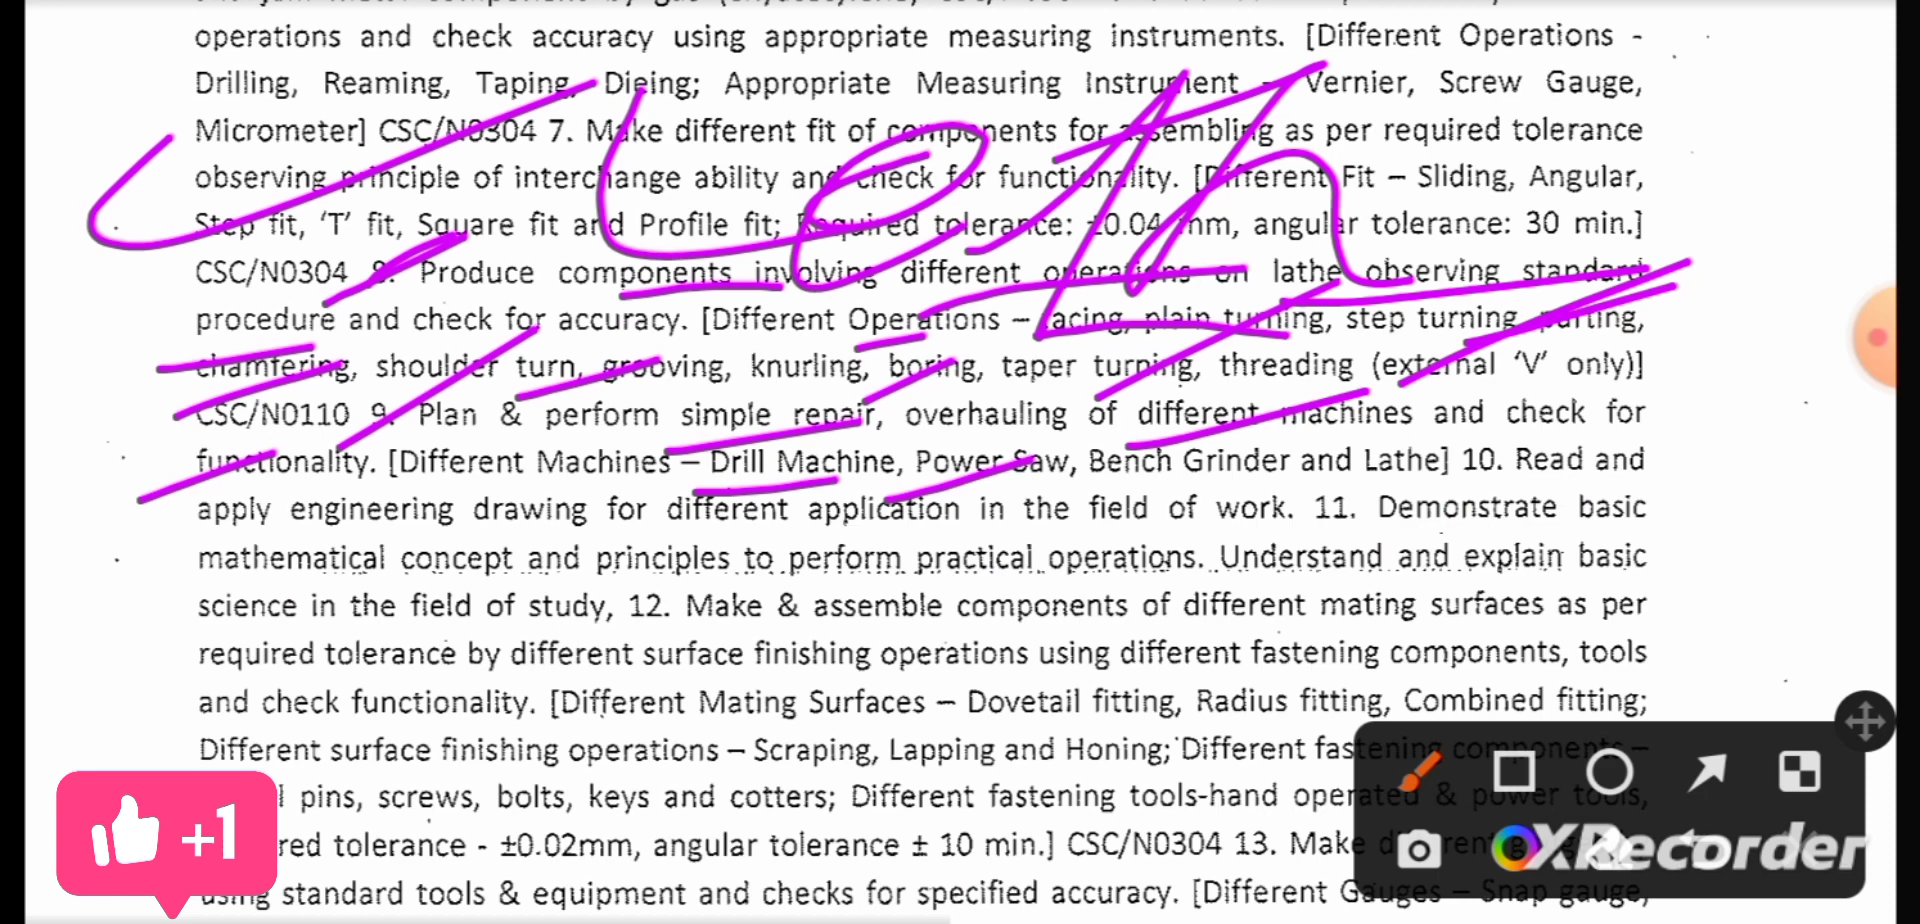 operations and check accuracy using appropriate measuring instruments. [Different Operations -
Drilling, Reaming, Taping, Dieing; Appropriate Measuring Instrument – Vernier, Screw Gauge,
Micrometer] CSC/N0304 7. Make different fit of components for assembling as per required tolerance
observing principle of interchange ability and check for functionality. [Different Fit – Sliding, Angular,
Step fit, ‘T’ fit, Square fit and Profile fit; Required tolerance: ±0.04 mm, angular tolerance: 30 min.]
CSC/N0304 8. Produce components involving different operations on lathe observing standard
procedure and check for accuracy. [Different Operations – facing, plain turning, step turning, parting,
chamfering, shoulder turn, grooving, knurling, boring, taper turning, threading (external ‘V’ only)]
CSC/N0110 9. Plan & perform simple repair, overhauling of different machines and check for
functionality. [Different Machines – Drill Machine, Power Saw, Bench Grinder and Lathe] 10. Read and
apply engineering drawing for different application in the field of work. 11. Demonstrate basic
mathematical concept and principles to perform practical operations. Understand and explain basic
science in the field of study, 12. Make & assemble components of different mating surfaces as per
required tolerance by different surface finishing operations using different fastening components, tools
and check functionality. [Different Mating Surfaces – Dovetail fitting, Radius fitting, Combined fitting;
Different surface finishing operations – Scraping, Lapping and Honing; Different fastening components –
pins, screws, bolts, keys and cotters; Different fastening tools-hand operated & power tools,
red tolerance - ±0.02mm, angular tolerance ± 10 min.] CSC/N0304 13. Make different
using standard tools & equipment and checks for specified accuracy. [Different Gauges – Snap gauge,
+1
XRecorder